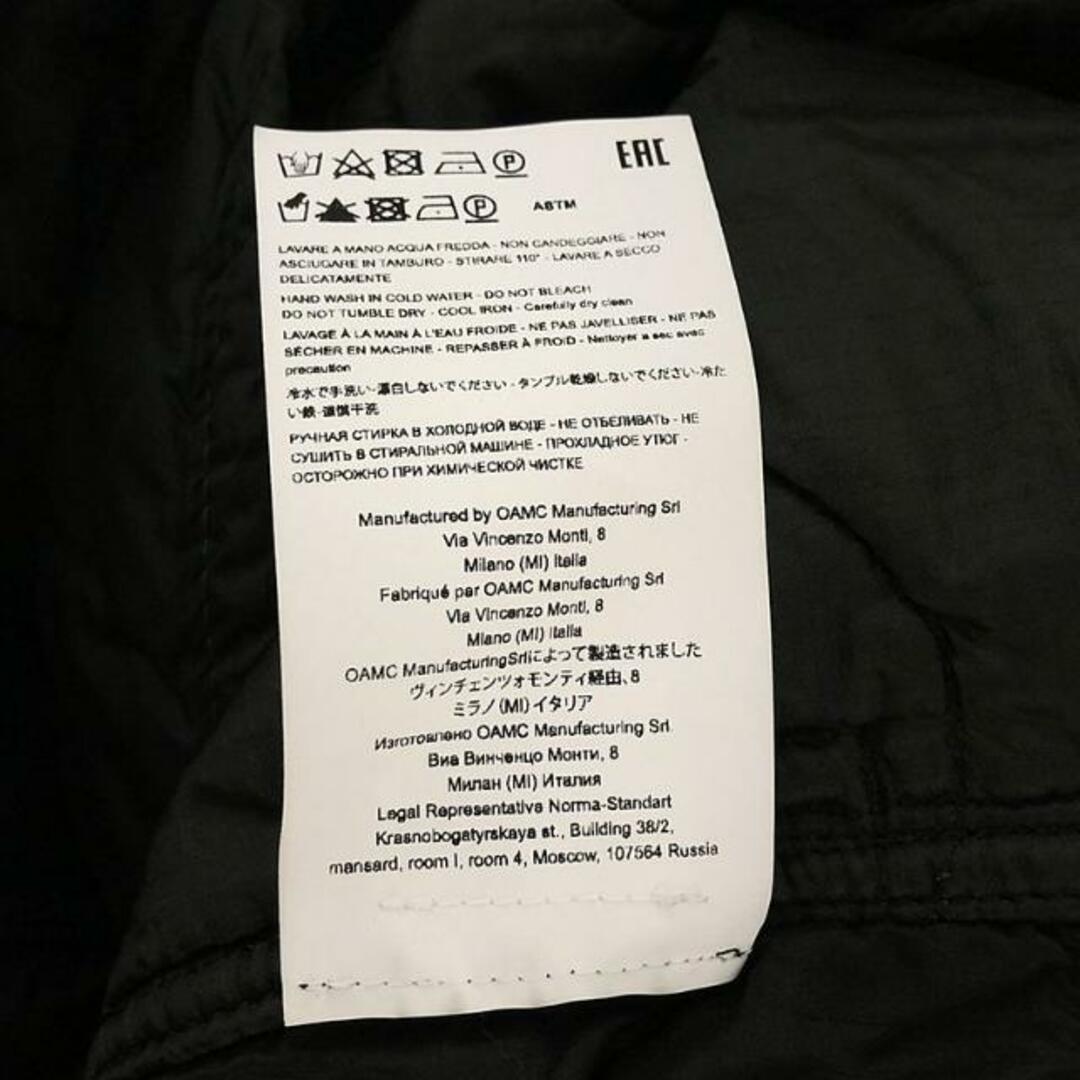 EAC
ASTM
LAVARE A MANO ACQUA FREDDA - NON CANDEGGIARE - NON
ASCIUGARE IN TAMBURO - STIRARE 110° - LAVARE A SECCO
DELICATAMENTE
HAND WASH IN COLD WATER - DO NOT BLEACH
DO NOT TUMBLE DRY - COOL IRON - Carefully dry clean
LAVAGE À LA MAIN À L'EAU FROIDE - NE PAS JAVELLISER - NE PAS
SÉCHER EN MACHINE - REPASSER À FROID - Nettoyer a sec avec
precaution
冷水で手洗い-漂白しないでください-タンブル乾燥しないでください-冷た
い鉄-謹慎干洗
РУЧНАЯ СТИРКА В ХОЛОДНОЙ ВОДЕ - НЕ ОТБЕЛИВАТЬ - НЕ
СУШИТЬ В СТИРАЛЬНОЙ МАШИНЕ - ПРОХЛАДНОЕ УТЮГ -
ОСТОРОЖНО ПРИ ХИМИЧЕСКОЙ ЧИСТКЕ
Manufactured by OAMC Manufacturing Srl
Via Vincenzo Monti, 8
Milano (MI) Italia
Fabriqué par OAMC Manufacturing Srl
Via Vincenzo Monti, 8
Milano (MI) Italia
OAMC ManufacturingSrlによって製造されました
ヴィンチェンツォモンティ経由、8
ミラノ(MI)イタリア
Изготовлено OAMC Manufacturing Srl
Виа Винченцо Монти, 8
Милан (MI) Италия
Legal Representative Norma-Standart
Krasnobogatyrskaya st., Building 38/2,
mansard, room I, room 4, Moscow, 107564 Russia